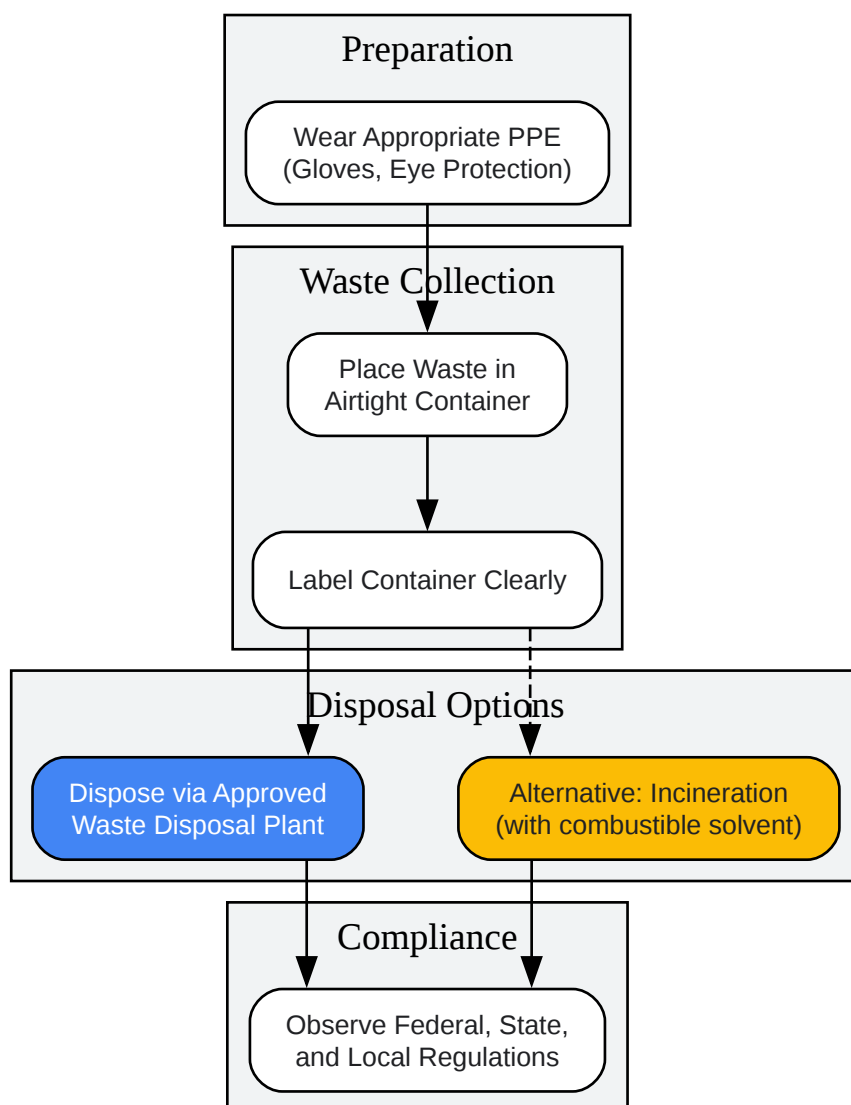 Preparation
Wear Appropriate PPE
(Gloves, Eye Protection)
Waste Collection
Place Waste in
Airtight Container
Label Container Clearly
Disposal Options
Dispose via Approved
Waste Disposal Plant
Alternative: Incineration
(with combustible solvent)
Compliance
Observe Federal, State,
and Local Regulations